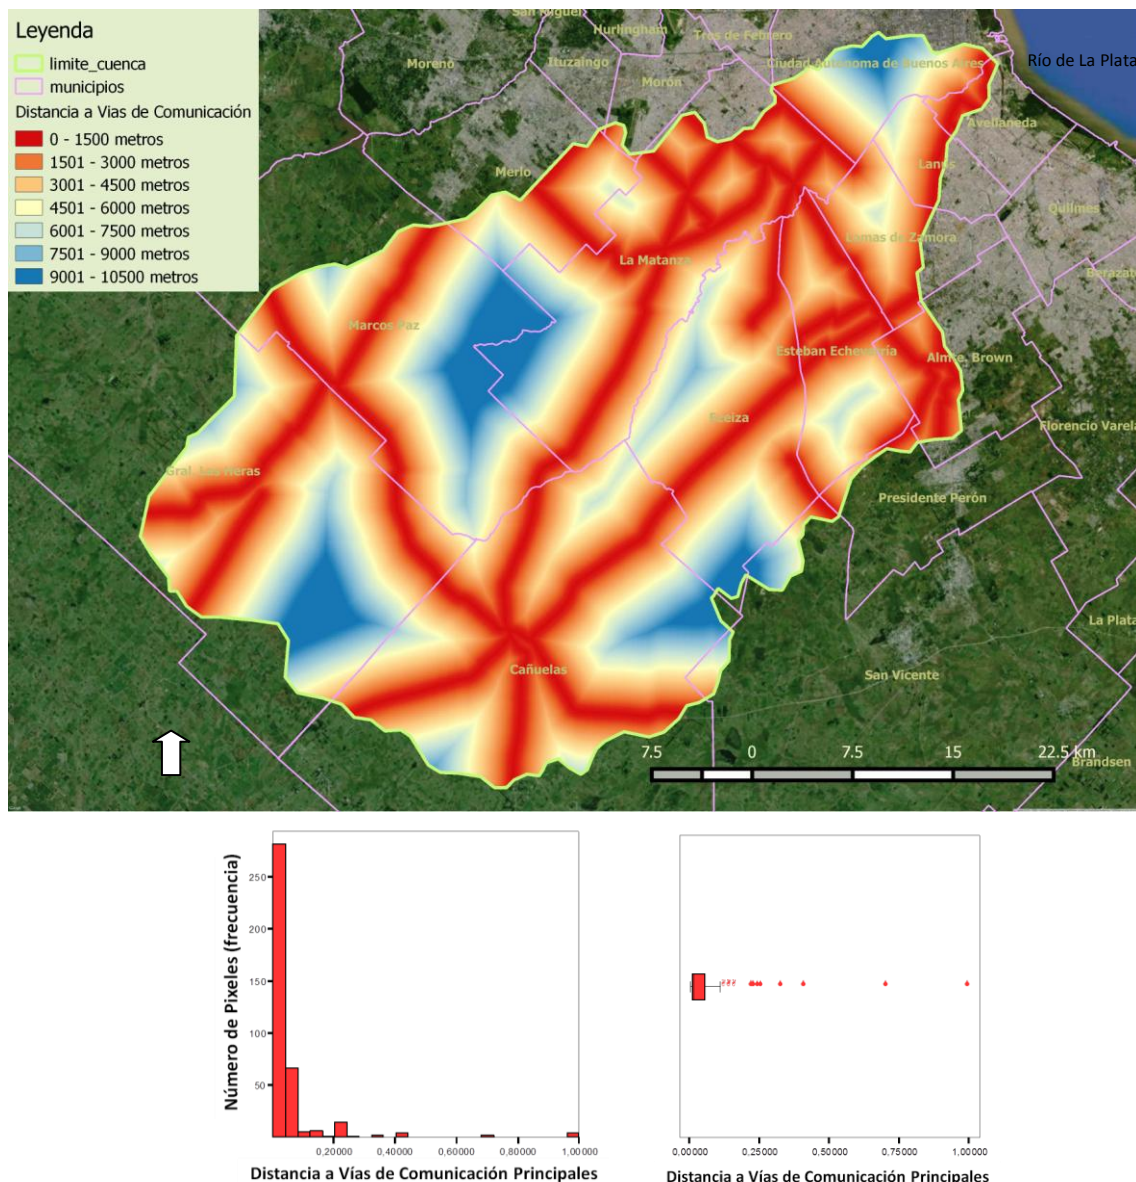 Leyenda
limite_cuenca
municipios
Distancia a Vías de Comunicación
0 - 1500 metros
1501 - 3000 metros
3001 - 4500 metros
4501 - 6000 metros
6001 - 7500 metros
7501 - 9000 metros
9001 - 10500 metros
San Miguel
Hurlingham
Tres de Febrero
Moreno
Ituzaingo
Morón
Ciudad Autónoma de Buenos Aires
Río de La Plata
Avellaneda
Lanús
Merlo
Quilmes
Lomas de Zamora
La Matanza
Berazat
Marcos Paz
Esteban Echeverría
Almte. Brown
Ezeiza
Florencio Varela
Gral. Las Heras
Presidente Perón
La Plata
Cañuelas
San Vicente
Brandsen
7.5 0 7.5 15 22.5 km
Número de Pixeles (frecuencia)
250
200
150
100
50
0,20000 0,40000 0,60000 0,80000 1,00000
Distancia a Vías de Comunicación Principales
0,00000 0,25000 0,50000 0,75000 1,00000
Distancia a Vías de Comunicación Principales